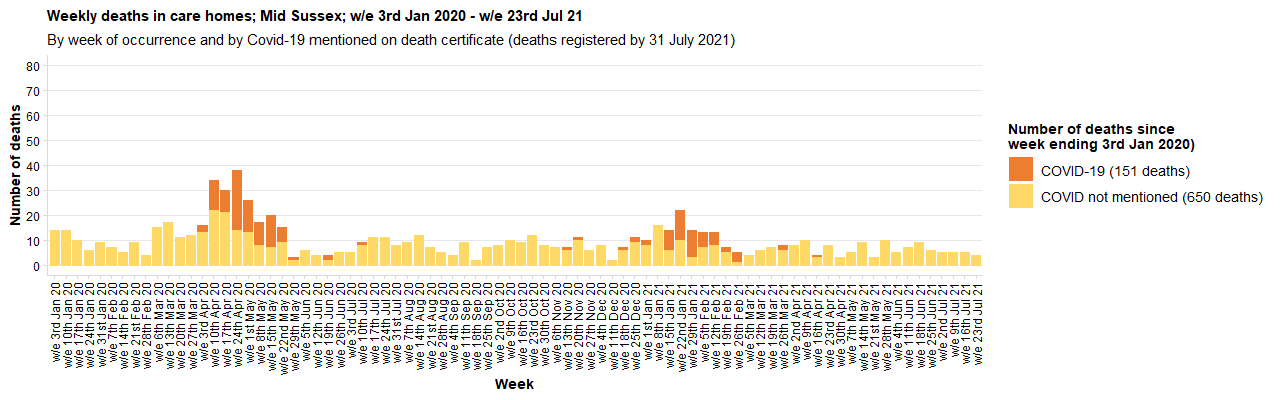 Weekly deaths in care homes; Mid Sussex; w/e 3rd Jan 2020 - w/e 23rd Jul 21
By week of occurrence and by Covid-19 mentioned on death certificate (deaths registered by 31 July 2021)
80
70
60
50
40
30
20
10
0
Number of deaths
w/e 3rd Jan 20
w/e 10th Jan 20
w/e 17th Jan 20
w/e 24th Jan 20
w/e 31st Jan 20
w/e 7th Feb 20
w/e 14th Feb 20
w/e 21st Feb 20
w/e 28th Feb 20
w/e 6th Mar 20
w/e 13th Mar 20
w/e 20th Mar 20
w/e 27th Mar 20
w/e 3rd Apr 20
w/e 10th Apr 20
w/e 17th Apr 20
w/e 24th Apr 20
w/e 1st May 20
w/e 8th May 20
w/e 15th May 20
w/e 22nd May 20
w/e 29th May 20
w/e 5th Jun 20
w/e 12th Jun 20
w/e 19th Jun 20
w/e 26th Jun 20
w/e 3rd Jul 20
w/e 10th Jul 20
w/e 17th Jul 20
w/e 24th Jul 20
w/e 31st Jul 20
w/e 7th Aug 20
w/e 14th Aug 20
w/e 21st Aug 20
w/e 28th Aug 20
w/e 4th Sep 20
w/e 11th Sep 20
w/e 18th Sep 20
w/e 25th Sep 20
w/e 2nd Oct 20
w/e 9th Oct 20
w/e 16th Oct 20
w/e 23rd Oct 20
w/e 30th Oct 20
w/e 6th Nov 20
w/e 13th Nov 20
w/e 20th Nov 20
w/e 27th Nov 20
w/e 4th Dec 20
w/e 11th Dec 20
w/e 18th Dec 20
w/e 25th Dec 20
w/e 1st Jan 21
w/e 8th Jan 21
w/e 15th Jan 21
w/e 22nd Jan 21
w/e 29th Jan 21
w/e 5th Feb 21
w/e 12th Feb 21
w/e 19th Feb 21
w/e 26th Feb 21
w/e 5th Mar 21
w/e 12th Mar 21
w/e 19th Mar 21
w/e 26th Mar 21
w/e 2nd Apr 21
w/e 9th Apr 21
w/e 16th Apr 21
w/e 23rd Apr 21
w/e 30th Apr 21
w/e 7th May 21
w/e 14th May 21
w/e 21st May 21
w/e 28th May 21
w/e 4th Jun 21
w/e 11th Jun 21
w/e 18th Jun 21
w/e 25th Jun 21
w/e 2nd Jul 21
w/e 9th Jul 21
w/e 16th Jul 21
w/e 23rd Jul 21
Week
Number of deaths since
week ending 3rd Jan 2020)
COVID-19 (151 deaths)
COVID not mentioned (650 deaths)